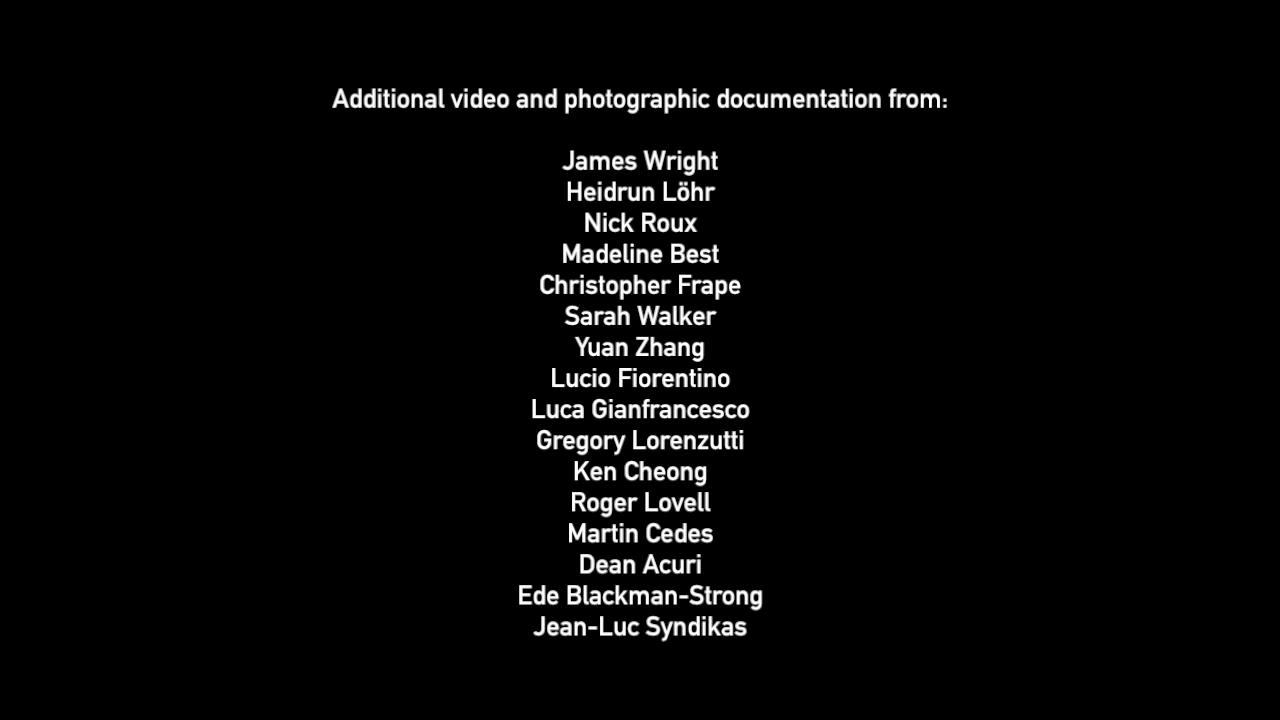 Additional video and photographic documentation from:
James Wright
Heidrun Löhr
Nick Roux
Madeline Best
Christopher Frape
Sarah Walker
Yuan Zhang
Lucio Fiorentino
Luca Gianfrancesco
Gregory Lorenzutti
Ken Cheong
Roger Lovell
Martin Cedes
Dean Acuri
Ede Blackman-Strong
Jean-Luc Syndikas